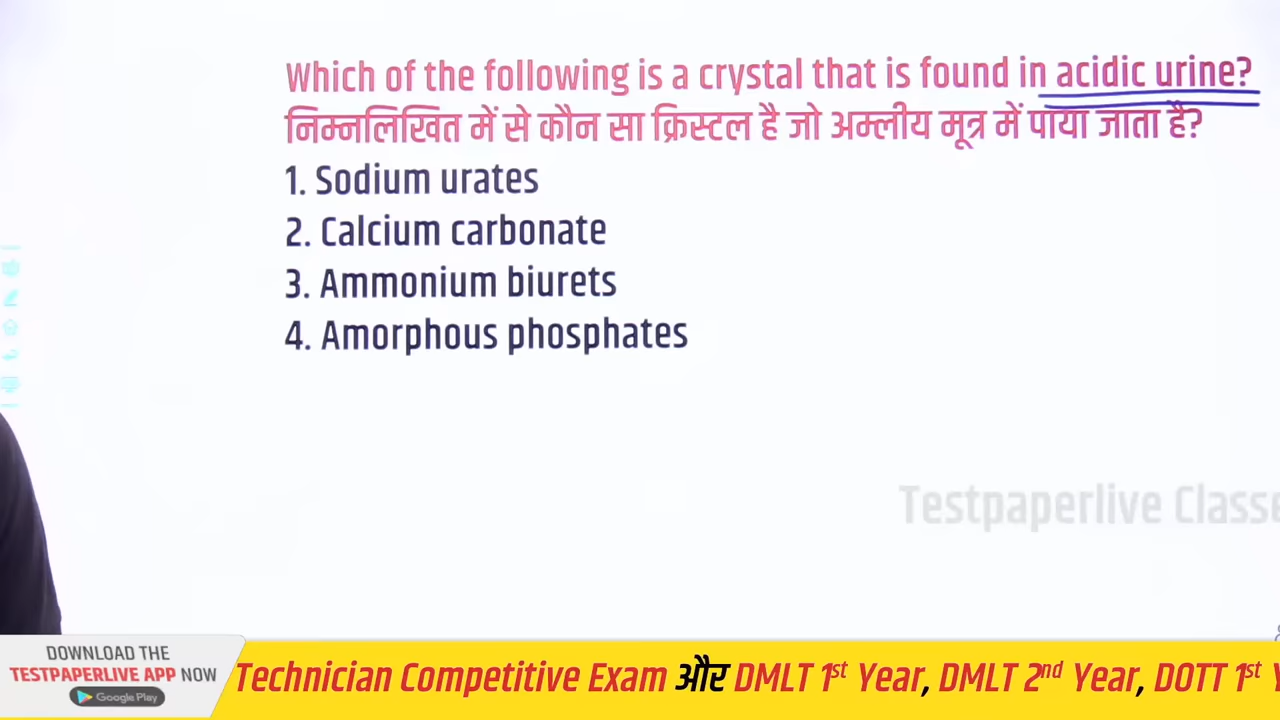 Which of the following is a crystal that is found in acidic urine?
निम्नलिखित में से कौन सा क्रिस्टल है जो अम्लीय मूत्र में पाया जाता है?
1. Sodium urates
2. Calcium carbonate
3. Ammonium biurets
4. Amorphous phosphates
Testpaperlive Classe
DOWNLOAD THE
TESTPAPERLIVE APP NOW
Google Play
Technician Competitive Exam और DMLT 1st Year, DMLT 2nd Year, DOTT 1st Y